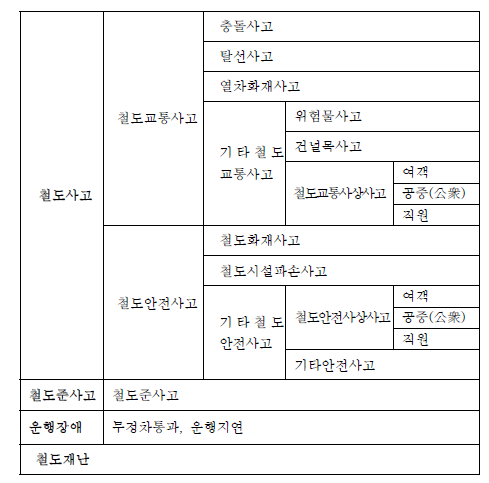 충돌사고
탈선사고
열차화재사고
철도교통사고
위험물사고
기타철도
교통사고
건널목사고
여객
철도교통사상사고
공중(公衆)
직원
철도사고
철도화재사고
철도시설파손사고
철도안전사고
여객
기타철도
안전사고
철도안전사상사고
공중(公衆)
직원
기타안전사고
철도준사고 철도준사고
운행장애 무정차통과, 운행지연
철도재난